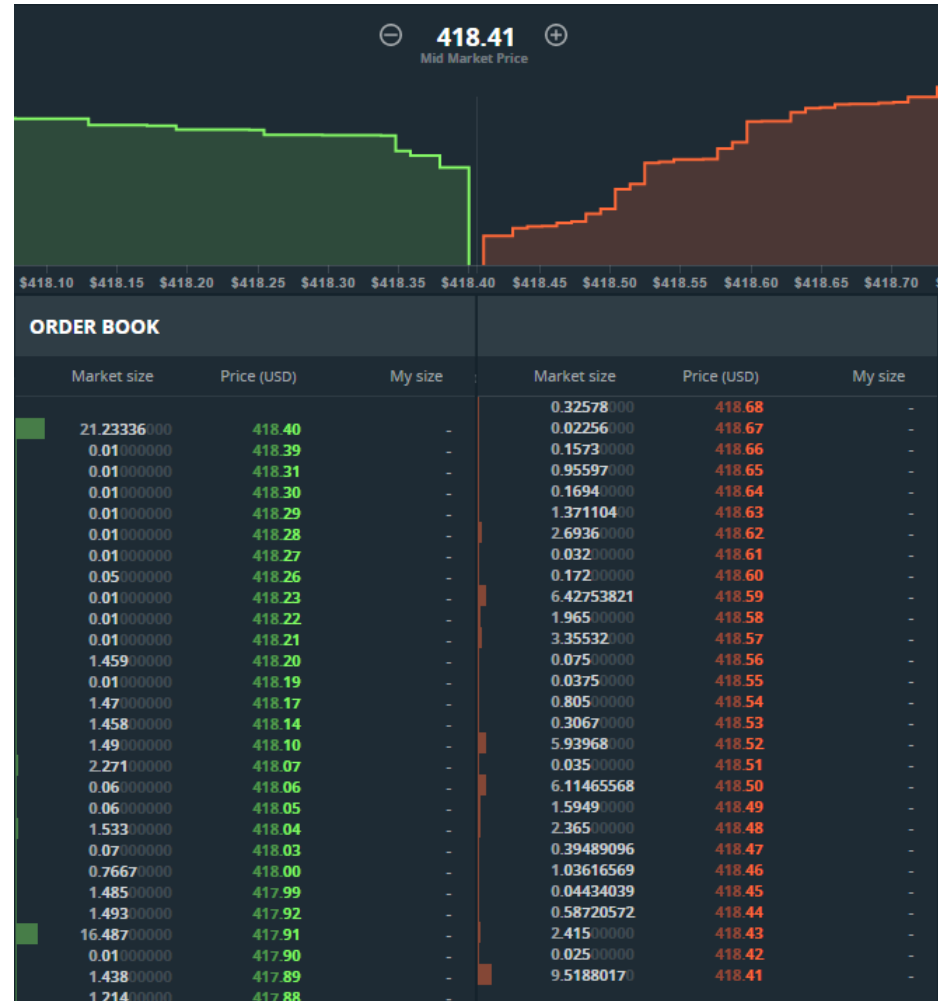 418.41
Mid Market Price
$418.10 $418.15 $418.20 $418.25 $418.30 $418.35 $418.40 $418.45 $418.50 $418.55 $418.60 $418.65 $418.70
ORDER BOOK
Market size Price (USD) My size
21.23336000 418.40 -
0.01000000 418.39 -
0.01000000 418.31 -
0.01000000 418.30 -
0.01000000 418.29 -
0.01000000 418.28 -
0.01000000 418.27 -
0.05000000 418.26 -
0.01000000 418.23 -
0.01000000 418.22 -
0.01000000 418.21 -
1.45900000 418.20 -
0.01000000 418.19 -
1.47000000 418.17 -
1.45800000 418.14 -
1.49000000 418.10 -
2.27100000 418.07 -
0.06000000 418.06 -
0.06000000 418.05 -
1.53300000 418.04 -
0.07000000 418.03 -
0.76670000 418.00 -
1.48500000 417.99 -
1.49300000 417.92 -
16.48700000 417.91 -
0.01000000 417.90 -
1.43800000 417.89 -
1.21400000 417.88
Market size Price (USD) My size
0.32578000 418.68 -
0.02256000 418.67 -
0.15730000 418.66 -
0.95597000 418.65 -
0.16940000 418.64 -
1.37110400 418.63 -
2.69360000 418.62 -
0.03200000 418.61 -
0.17200000 418.60 -
6.42753821 418.59 -
1.96500000 418.58 -
3.35532000 418.57 -
0.07500000 418.56 -
0.03750000 418.55 -
0.80500000 418.54 -
0.30670000 418.53 -
5.93968000 418.52 -
0.03500000 418.51 -
6.11465568 418.50 -
1.59490000 418.49 -
2.36500000 418.48 -
0.39489096 418.47 -
1.03616569 418.46 -
0.04434039 418.45 -
0.58720572 418.44 -
2.41500000 418.43 -
0.02500000 418.42 -
9.51880170 418.41 -